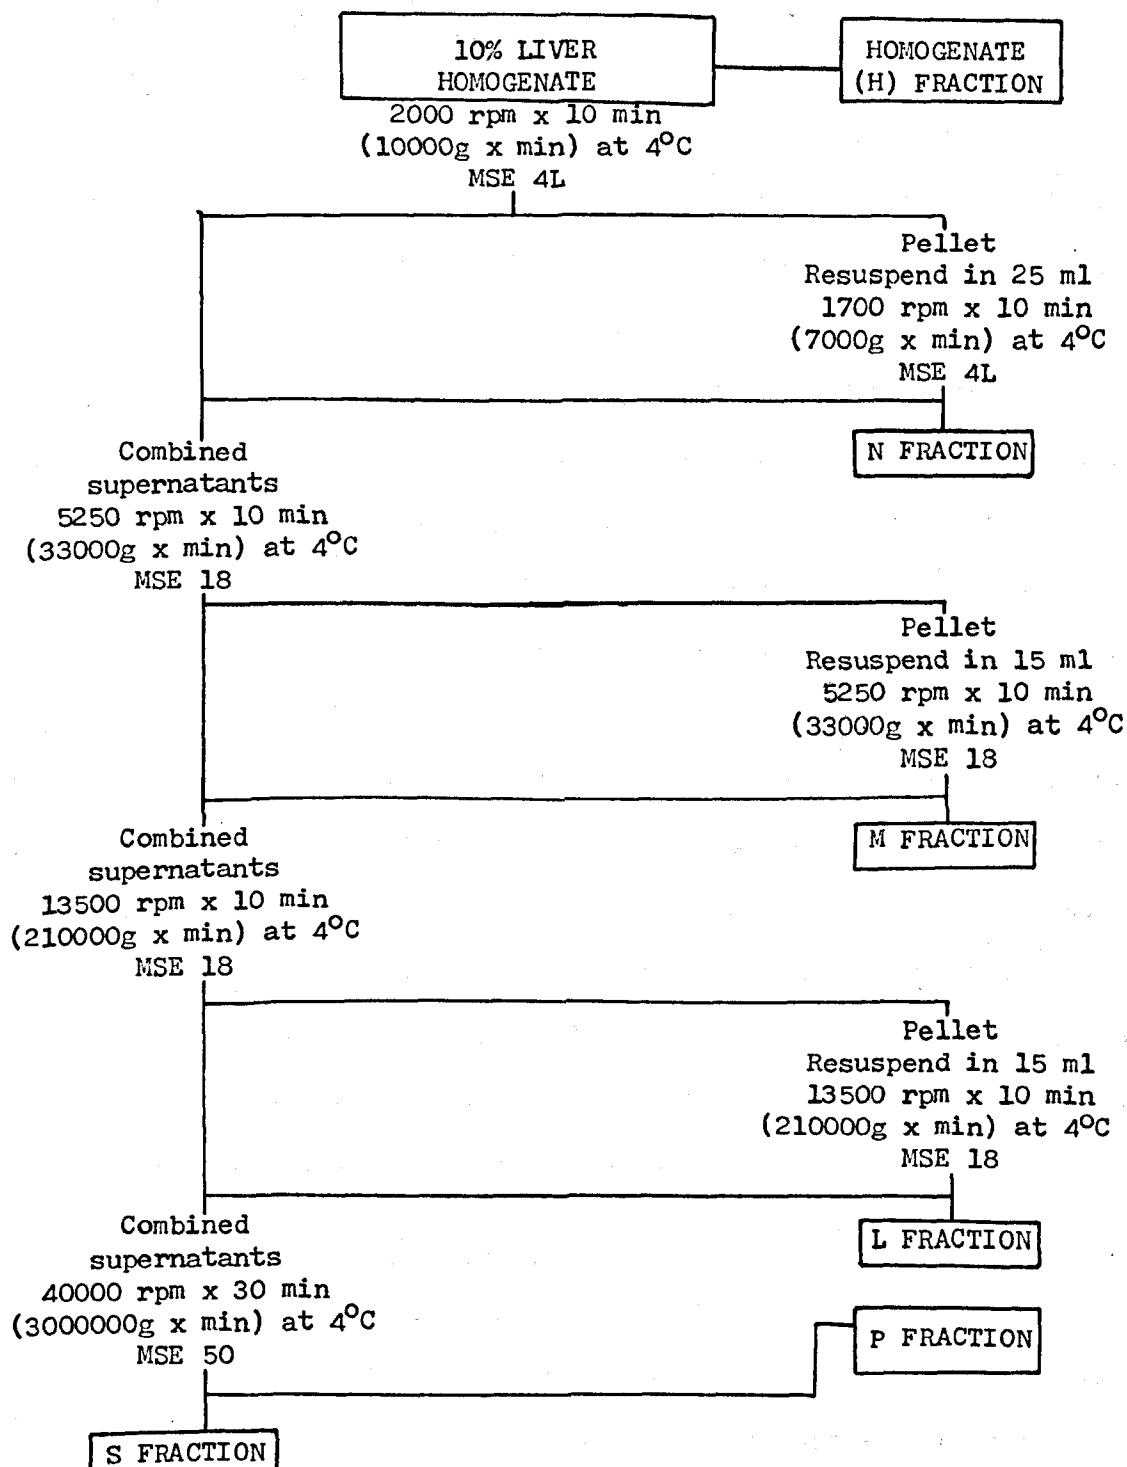 10% LIVER
HOMOGENATE
HOMOGENATE
(H) FRACTION
2000 rpm x 10 min
(10000g x min) at 4°C
MSE 4L
Pellet
Resuspend in 25 ml
1700 rpm x 10 min
(7000g x min) at 4°C
MSE 4L
N FRACTION
Combined
supernatants
5250 rpm x 10 min
(33000g x min) at 4°C
MSE 18
Pellet
Resuspend in 15 ml
5250 rpm x 10 min
(33000g x min) at 4°C
MSE 18
M FRACTION
Combined
supernatants
13500 rpm x 10 min
(210000g x min) at 4°C
MSE 18
Pellet
Resuspend in 15 ml
13500 rpm x 10 min
(210000g x min) at 4°C
MSE 18
L FRACTION
Combined
supernatants
40000 rpm x 30 min
(3000000g x min) at 4°C
MSE 50
P FRACTION
S FRACTION